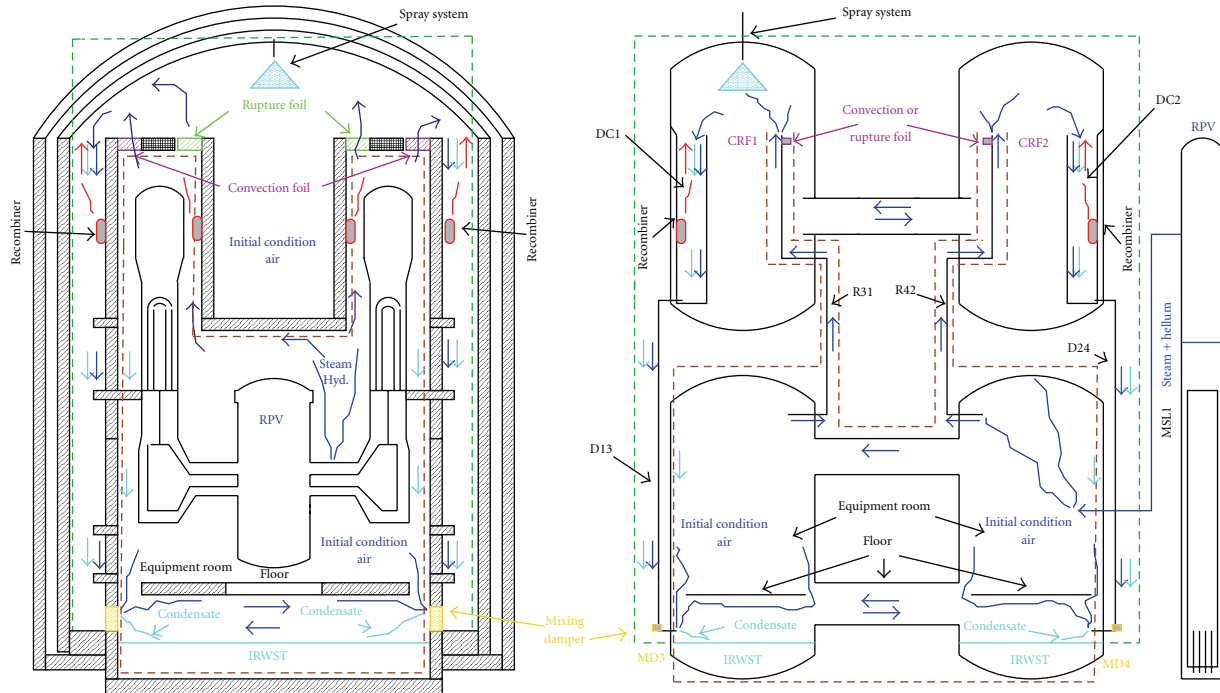 Spray system
Rupture foil
Convection foil
Recombiner
Recombiner
Initial condition
air
Steam
Hyd.
RPV
Initial condition
air
Equipment room
Floor
Condensate
Condensate
IRWST
Mixing
damper
Spray system
DC1
CRF1
Convection or
rupture foil
CRF2
DC2
RPV
Recombiner
Recombiner
R31
R42
D24
Steam + hellum
MSL1
D13
Equipment room
Initial condition
air
Initial condition
air
Floor
Condensate
Condensate
MD3
IRWST
IRWST
MD4